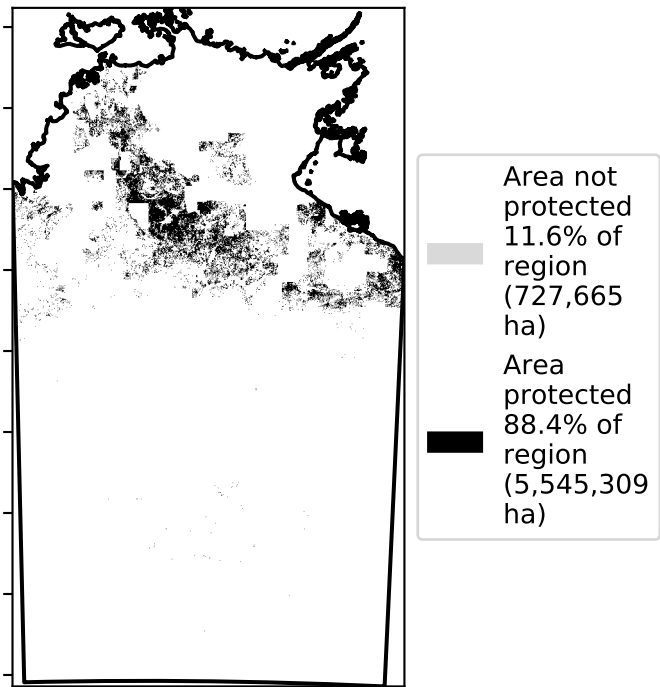 Area not
protected
11.6% of
region
(727,665
ha)
Area
protected
88.4% of
region
(5,545,309
ha)